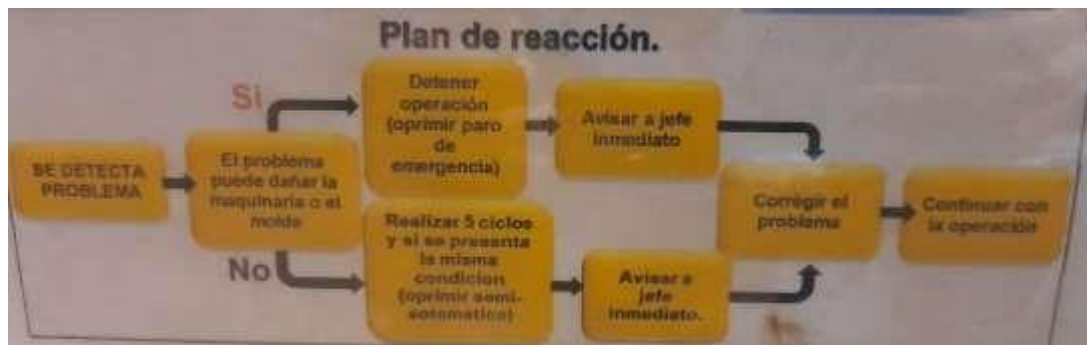 Plan de reacción.
SE DETECTA
PROBLEMA
El problema
puede dañar la
maquinaria o el
molde
Si
Detener
operación
(oprimir paro
de
emergencia)
Avisar a jefe
inmediato
No
Realizar 5 ciclos
y si se presenta
la misma
condicion
(oprimir semi-
automatico)
Avisar a
jefe
inmediato.
Corregir el
problema
Continuar con
la operación